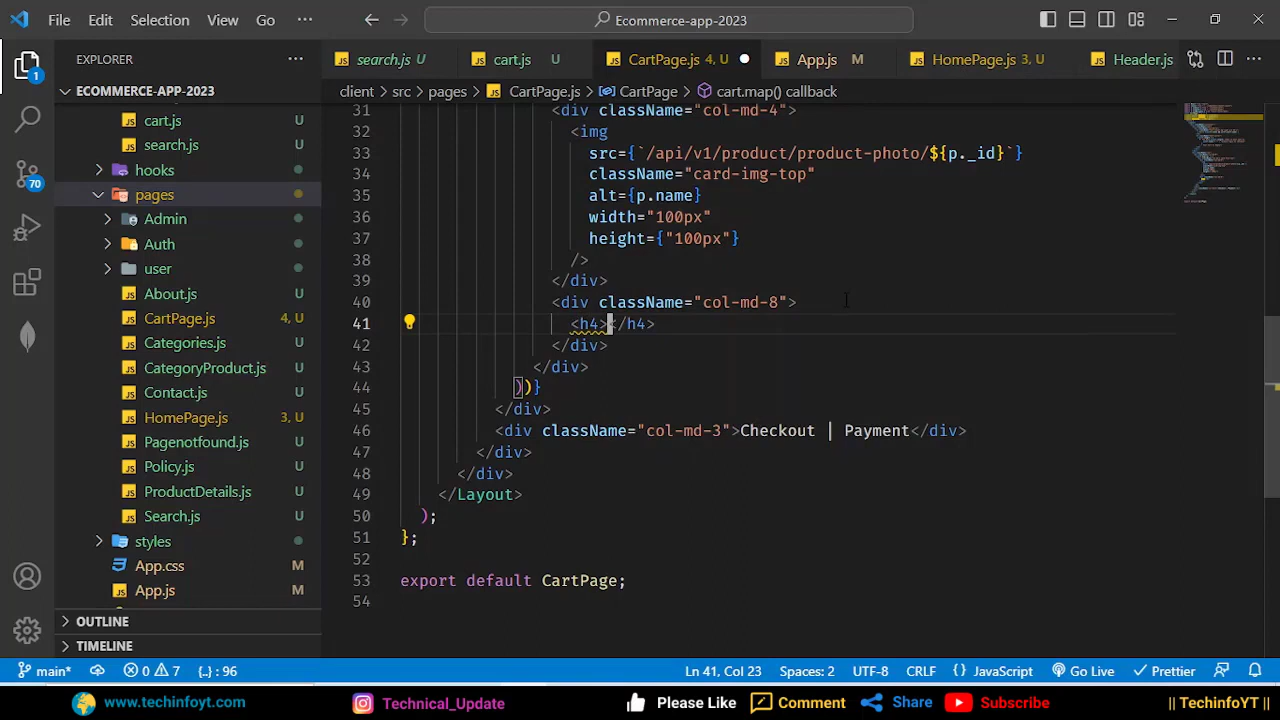 File Edit Selection View Go Ecommerce-app-2023
EXPLORER
search.js U cart.js U CartPage.js 4, U App.js M HomePage.js 3, U Header.js
1
ECOMMERCE-APP-2023
client > src > pages > CartPage.js > CartPage > cart.map() callback
cart.js U
search.js U
hooks
70
pages
Admin
Auth
user
About.js U
CartPage.js 4, U
Categories.js U
CategoryProduct.js U
Contact.js U
HomePage.js 3, U
Pagenotfound.js U
Policy.js U
ProductDetails.js U
Search.js U
styles
App.css M
App.js M
OUTLINE
TIMELINE
31 <div className="col-md-4">
32 <img
33 src={`/api/v1/product/product-photo/${p._id}`}
34 className="card-img-top"
35 alt={p.name}
36 width="100px"
37 height={"100px"}
38 />
39 </div>
40 <div className="col-md-8">
41 <h4></h4>
42 </div>
43 </div>
44 ))}
45 </div>
46 <div className="col-md-3">Checkout | Payment</div>
47 </div>
48 </div>
49 </Layout>
50 );
51 };
52
53 export default CartPage;
54
main* 0 7 {..} : 96 Ln 41, Col 23 Spaces: 2 UTF-8 CRLF {} JavaScript Go Live Prettier
www.techinfoyt.com Technical_Update Please Like Comment Share Subscribe || TechinfoYT ||